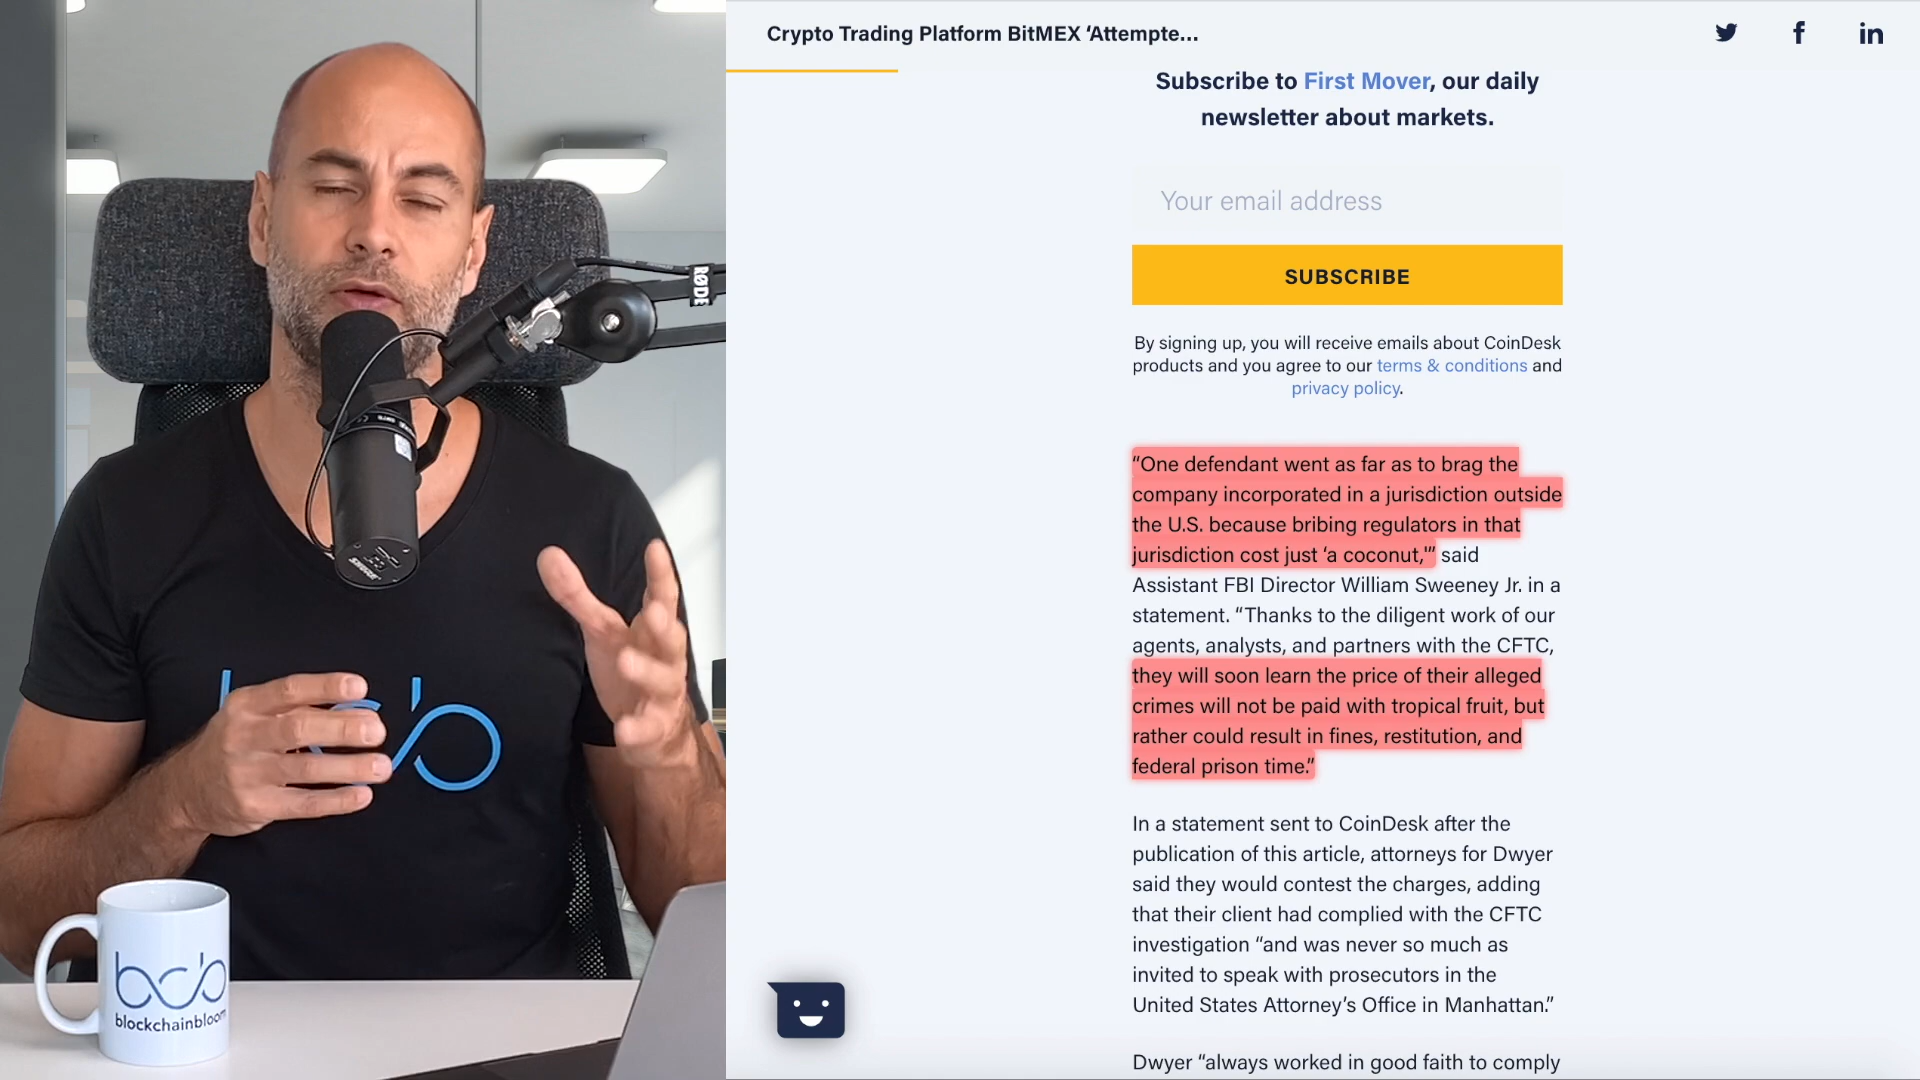 Crypto Trading Platform BitMEX ‘Attempte...
Subscribe to First Mover, our daily
newsletter about markets.
Your email address
SUBSCRIBE
By signing up, you will receive emails about CoinDesk
products and you agree to our terms & conditions and
privacy policy.
“One defendant went as far as to brag the
company incorporated in a jurisdiction outside
the U.S. because bribing regulators in that
jurisdiction cost just ‘a coconut,’” said
Assistant FBI Director William Sweeney Jr. in a
statement. “Thanks to the diligent work of our
agents, analysts, and partners with the CFTC,
they will soon learn the price of their alleged
crimes will not be paid with tropical fruit, but
rather could result in fines, restitution, and
federal prison time.”
In a statement sent to CoinDesk after the
publication of this article, attorneys for Dwyer
said they would contest the charges, adding
that their client had complied with the CFTC
investigation “and was never so much as
invited to speak with prosecutors in the
United States Attorney’s Office in Manhattan.”
Dwyer “always worked in good faith to comply
RØDE
SHURE
bcb
bcb
blockchainbloom